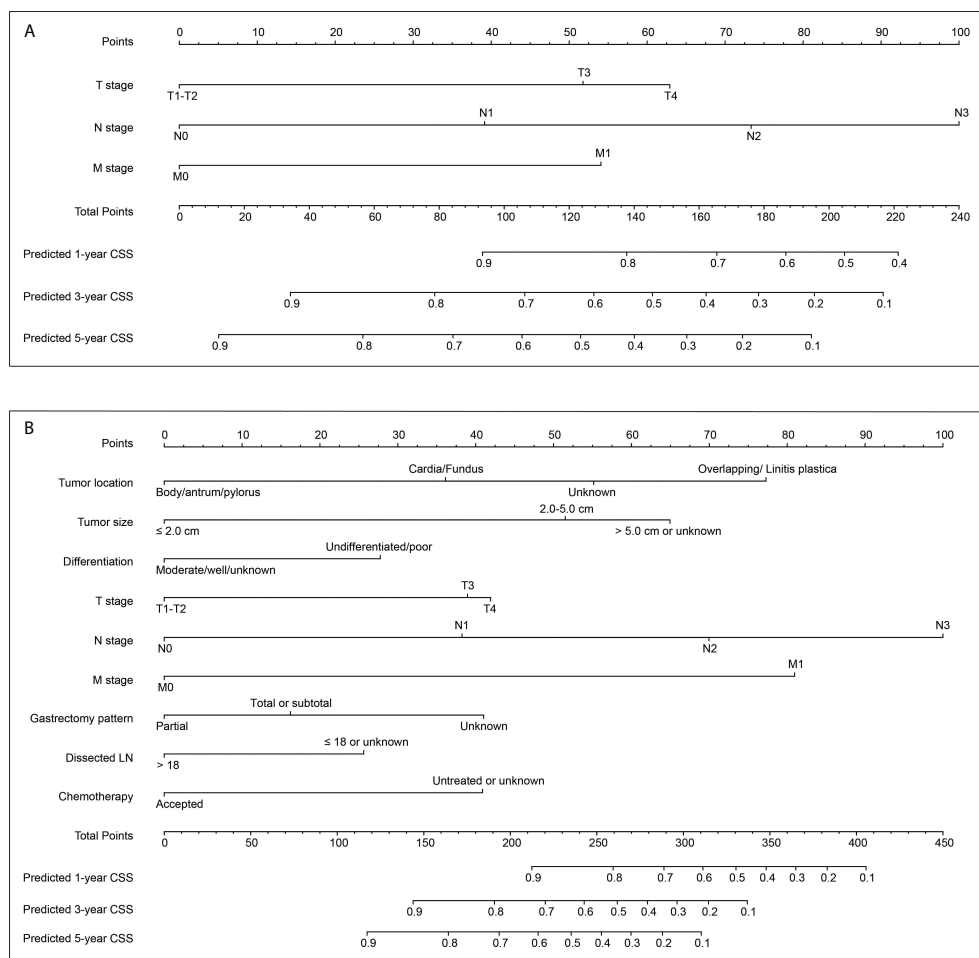 A
Points 0 10 20 30 40 50 60 70 80 90 100
T3
T stage
T1-T2 T4
N1 N3
N stage
N0 N2
M1
M stage
M0
Total Points
0 20 40 60 80 100 120 140 160 180 200 220 240
Predicted 1-year CSS
0.9 0.8 0.7 0.6 0.5 0.4
Predicted 3-year CSS
0.9 0.8 0.7 0.6 0.5 0.4 0.3 0.2 0.1
Predicted 5-year CSS
0.9 0.8 0.7 0.6 0.5 0.4 0.3 0.2 0.1
B
Points 0 10 20 30 40 50 60 70 80 90 100
Cardia/Fundus Overlapping/ Linitis plastica
Tumor location
Body/antrum/pylorus Unknown
2.0-5.0 cm
Tumor size
≤ 2.0 cm > 5.0 cm or unknown
Undifferentiated/poor
Differentiation
Moderate/well/unknown
T3
T stage
T1-T2 T4
N1 N3
N stage
N0 N2
M1
M stage
M0
Total or subtotal
Gastrectomy pattern
Partial Unknown
≤ 18 or unknown
Dissected LN
> 18
Untreated or unknown
Chemotherapy
Accepted
Total Points
0 50 100 150 200 250 300 350 400 450
Predicted 1-year CSS
0.9 0.8 0.7 0.6 0.5 0.4 0.3 0.2 0.1
Predicted 3-year CSS
0.9 0.8 0.7 0.6 0.5 0.4 0.3 0.2 0.1
Predicted 5-year CSS
0.9 0.8 0.7 0.6 0.5 0.4 0.3 0.2 0.1